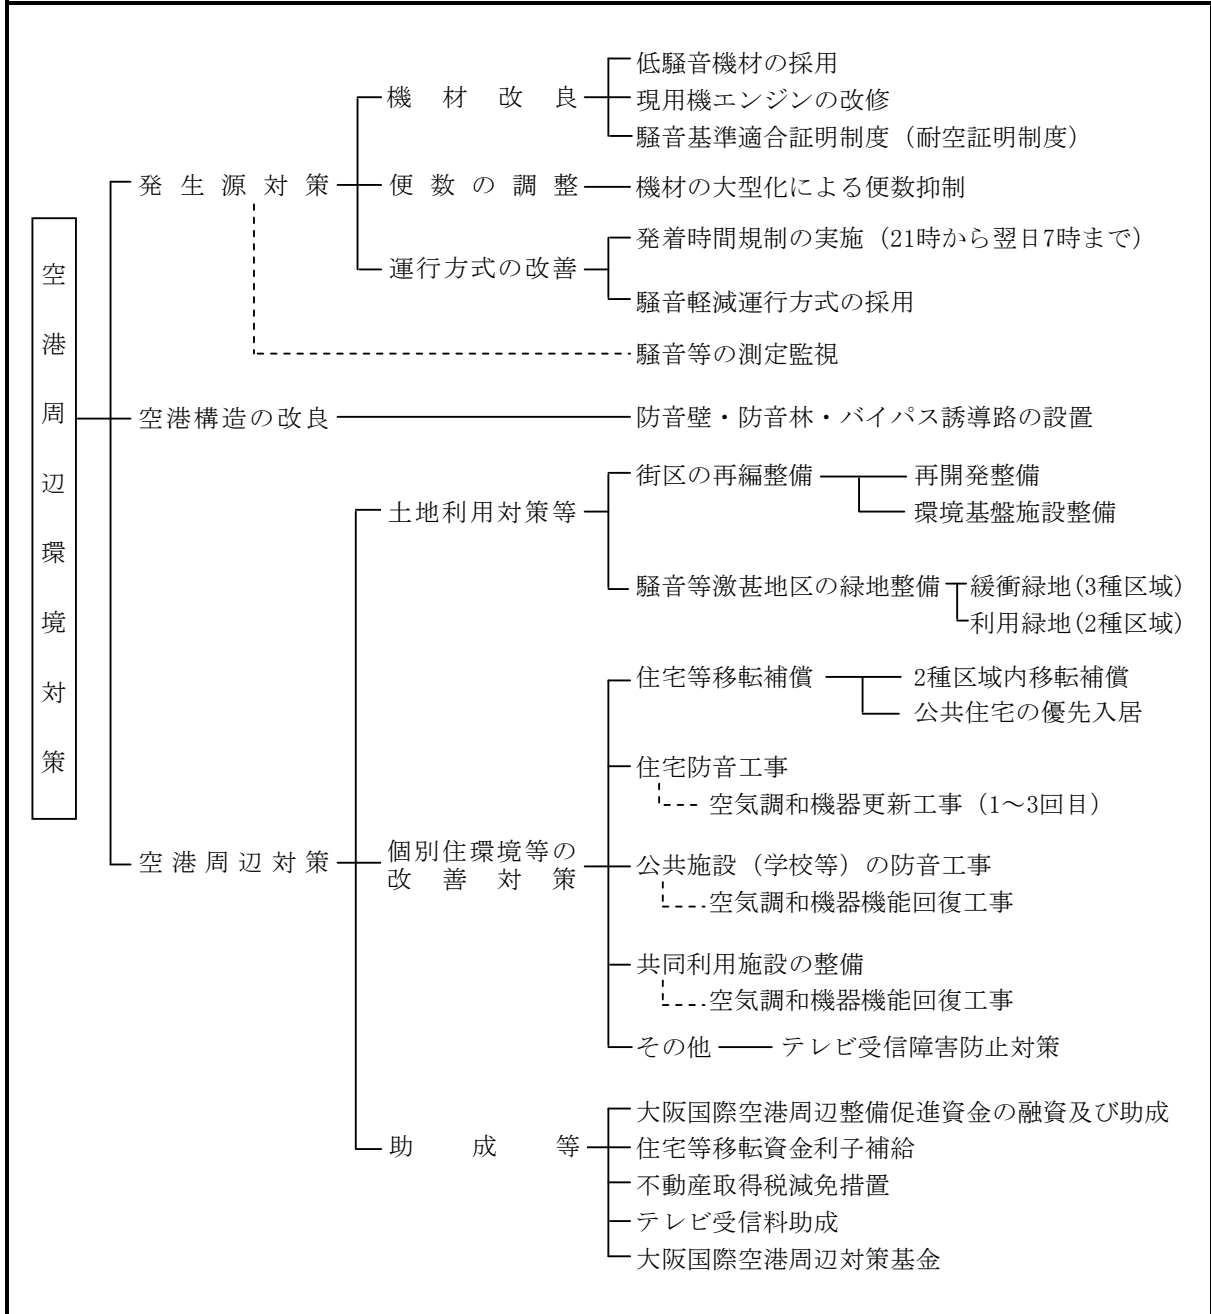 空港周辺環境対策
発生源対策
機材改良
低騒音機材の採用
現用機エンジンの改修
騒音基準適合証明制度（耐空証明制度）
便数の調整
機材の大型化による便数抑制
運行方式の改善
発着時間規制の実施（21時から翌日7時まで）
騒音軽減運行方式の採用
騒音等の測定監視
空港構造の改良
防音壁・防音林・バイパス誘導路の設置
空港周辺対策
土地利用対策等
街区の再編整備
再開発整備
環境基盤施設整備
騒音等激甚地区の緑地整備
緩衝緑地(3種区域)
利用緑地(2種区域)
個別住環境等の
改善対策
住宅等移転補償
2種区域内移転補償
公共住宅の優先入居
住宅防音工事
空気調和機器更新工事（1～3回目）
公共施設（学校等）の防音工事
空気調和機器機能回復工事
共同利用施設の整備
空気調和機器機能回復工事
その他
テレビ受信障害防止対策
助成等
大阪国際空港周辺整備促進資金の融資及び助成
住宅等移転資金利子補給
不動産取得税減免措置
テレビ受信料助成
大阪国際空港周辺対策基金